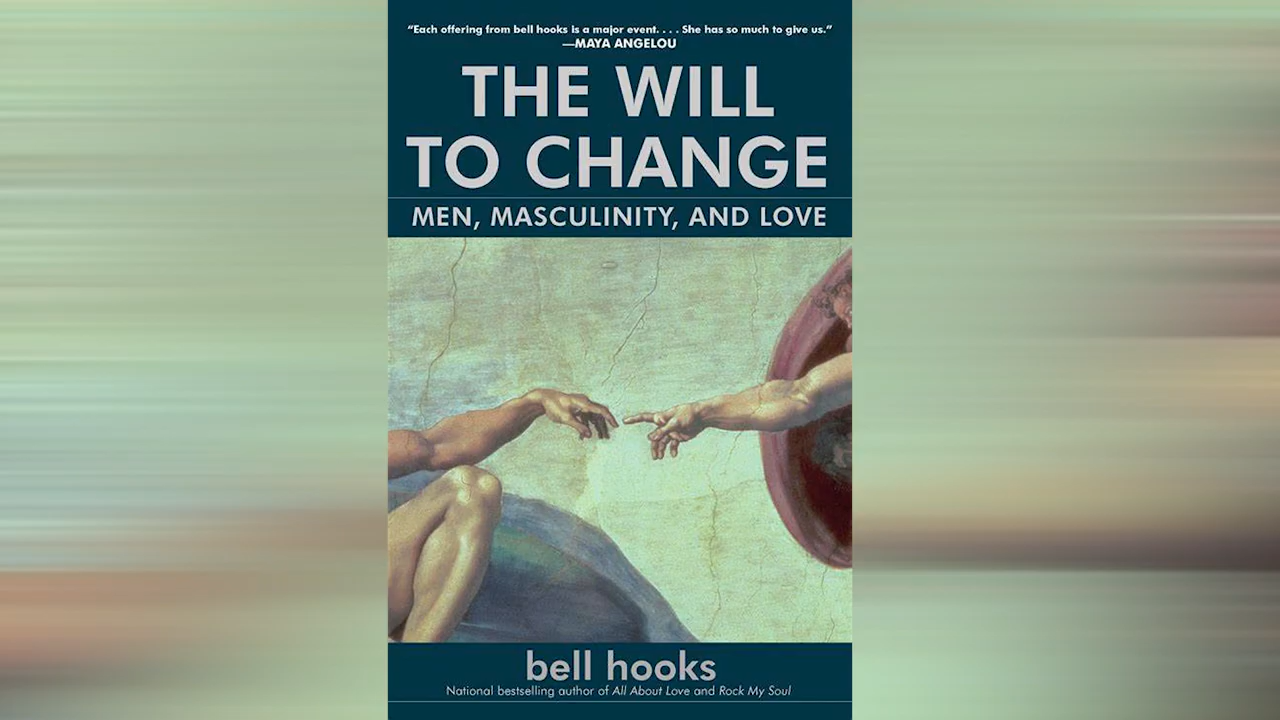 “Each offering from bell hooks is a major event. . . . She has so much to give us.”
—MAYA ANGELOU
THE WILL
TO CHANGE
MEN, MASCULINITY, AND LOVE
bell hooks
National bestselling author of All About Love and Rock My Soul